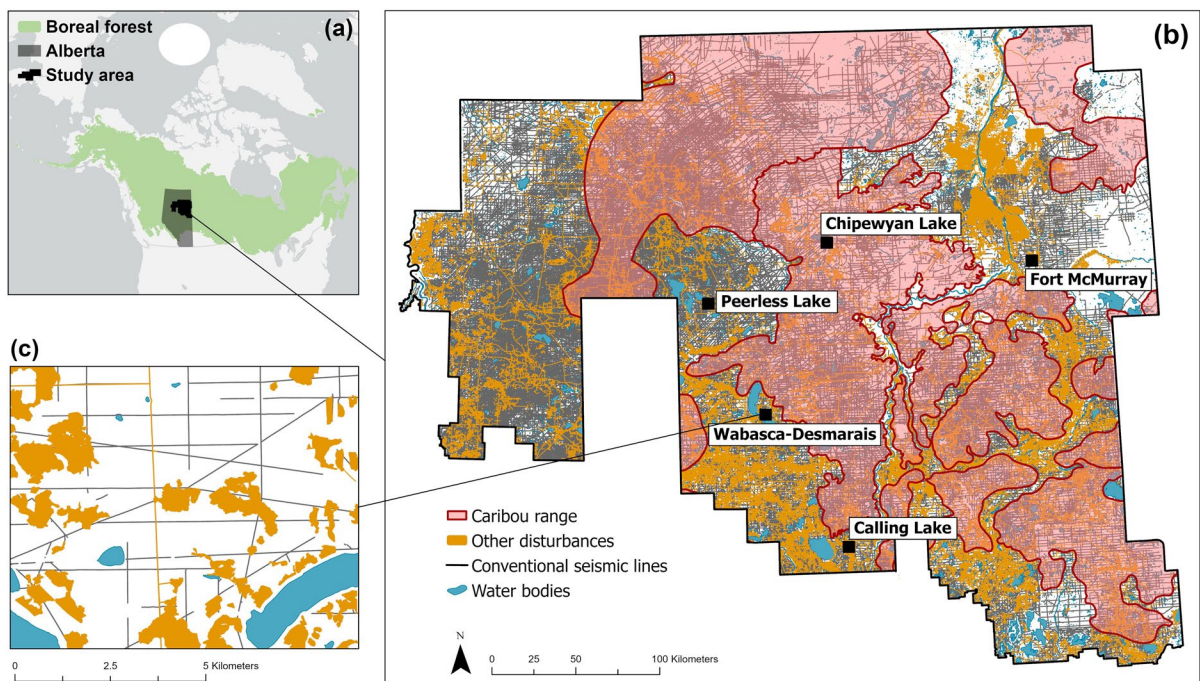 (a)
Boreal forest
Alberta
Study area
(b)
Chipewyan Lake
Fort McMurray
Peerless Lake
Wabasca-Desmarais
Calling Lake
Caribou range
Other disturbances
Conventional seismic lines
Water bodies
N
0 25 50 100 Kilometers
(c)
0 2.5 5 Kilometers